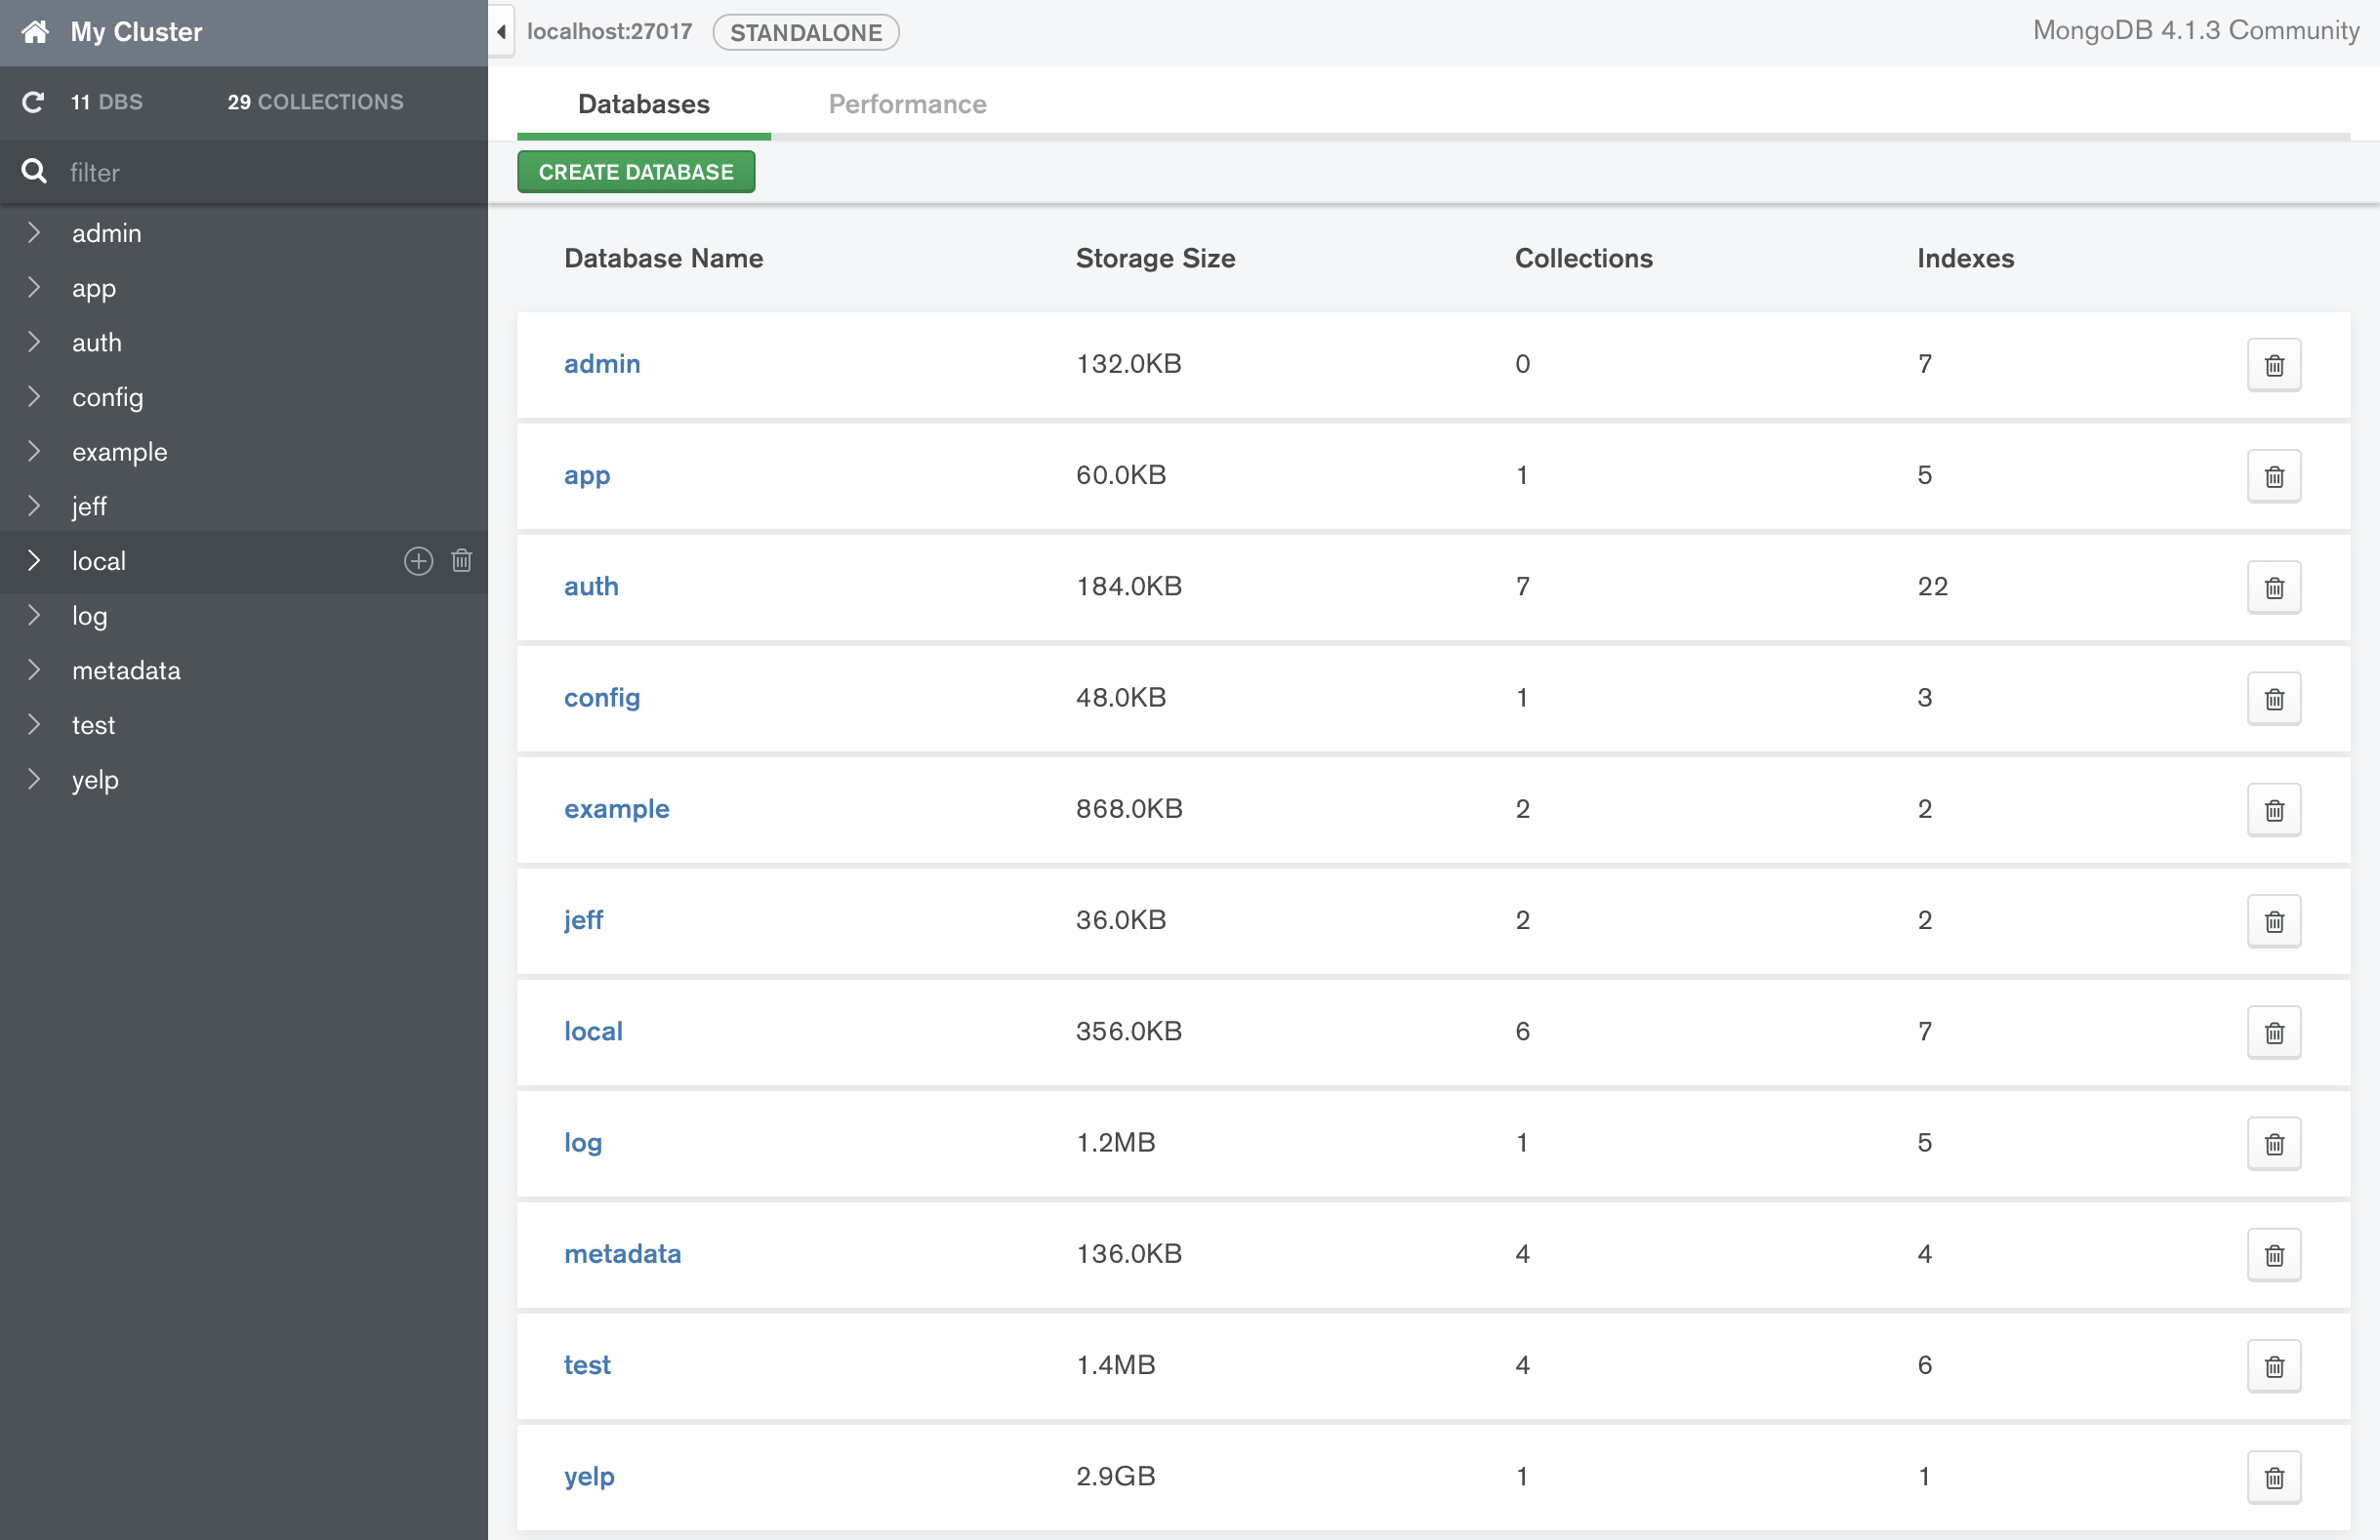 My Cluster
11 DBS 29 COLLECTIONS
filter
admin
app
auth
config
example
jeff
local
log
metadata
test
yelp
localhost:27017 STANDALONE MongoDB 4.1.3 Community
Databases Performance
CREATE DATABASE
Database Name Storage Size Collections Indexes
admin 132.0KB 0 7
app 60.0KB 1 5
auth 184.0KB 7 22
config 48.0KB 1 3
example 868.0KB 2 2
jeff 36.0KB 2 2
local 356.0KB 6 7
log 1.2MB 1 5
metadata 136.0KB 4 4
test 1.4MB 4 6
yelp 2.9GB 1 1